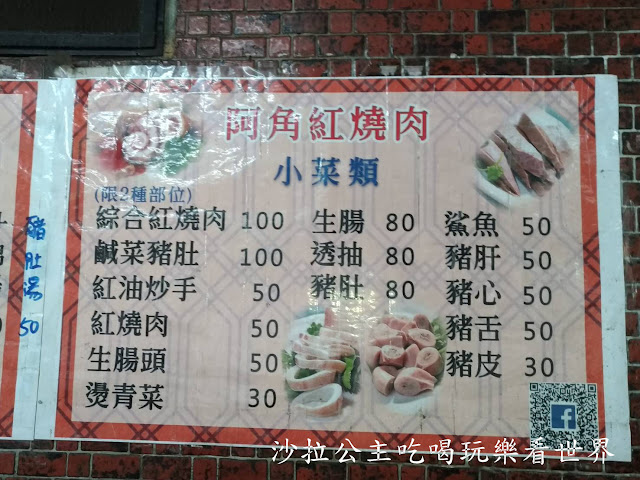 阿角紅燒肉
小菜類
(限2種部位)
綜合紅燒肉 100
鹹菜豬肚 100
紅油炒手 50
紅燒肉 50
生腸頭 50
燙青菜 30
生腸 80
透抽 80
豬肚 80
鯊魚 50
豬肝 50
豬心 50
豬舌 50
豬皮 30
豬肚湯 50
f
沙拉公主吃喝玩樂看世界